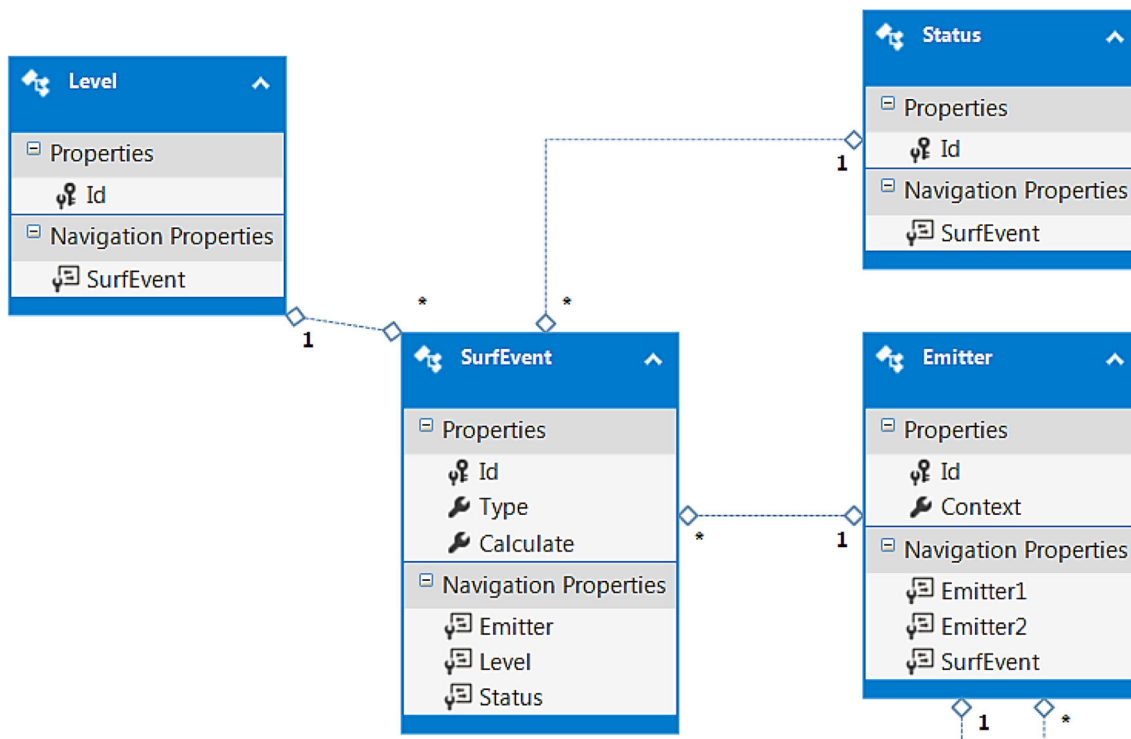 Level
Properties
Id
Navigation Properties
SurfEvent
1
*
Status
Properties
Id
Navigation Properties
SurfEvent
1
*
SurfEvent
Properties
Id
Type
Calculate
Navigation Properties
Emitter
Level
Status
*
1
Emitter
Properties
Id
Context
Navigation Properties
Emitter1
Emitter2
SurfEvent
1
*